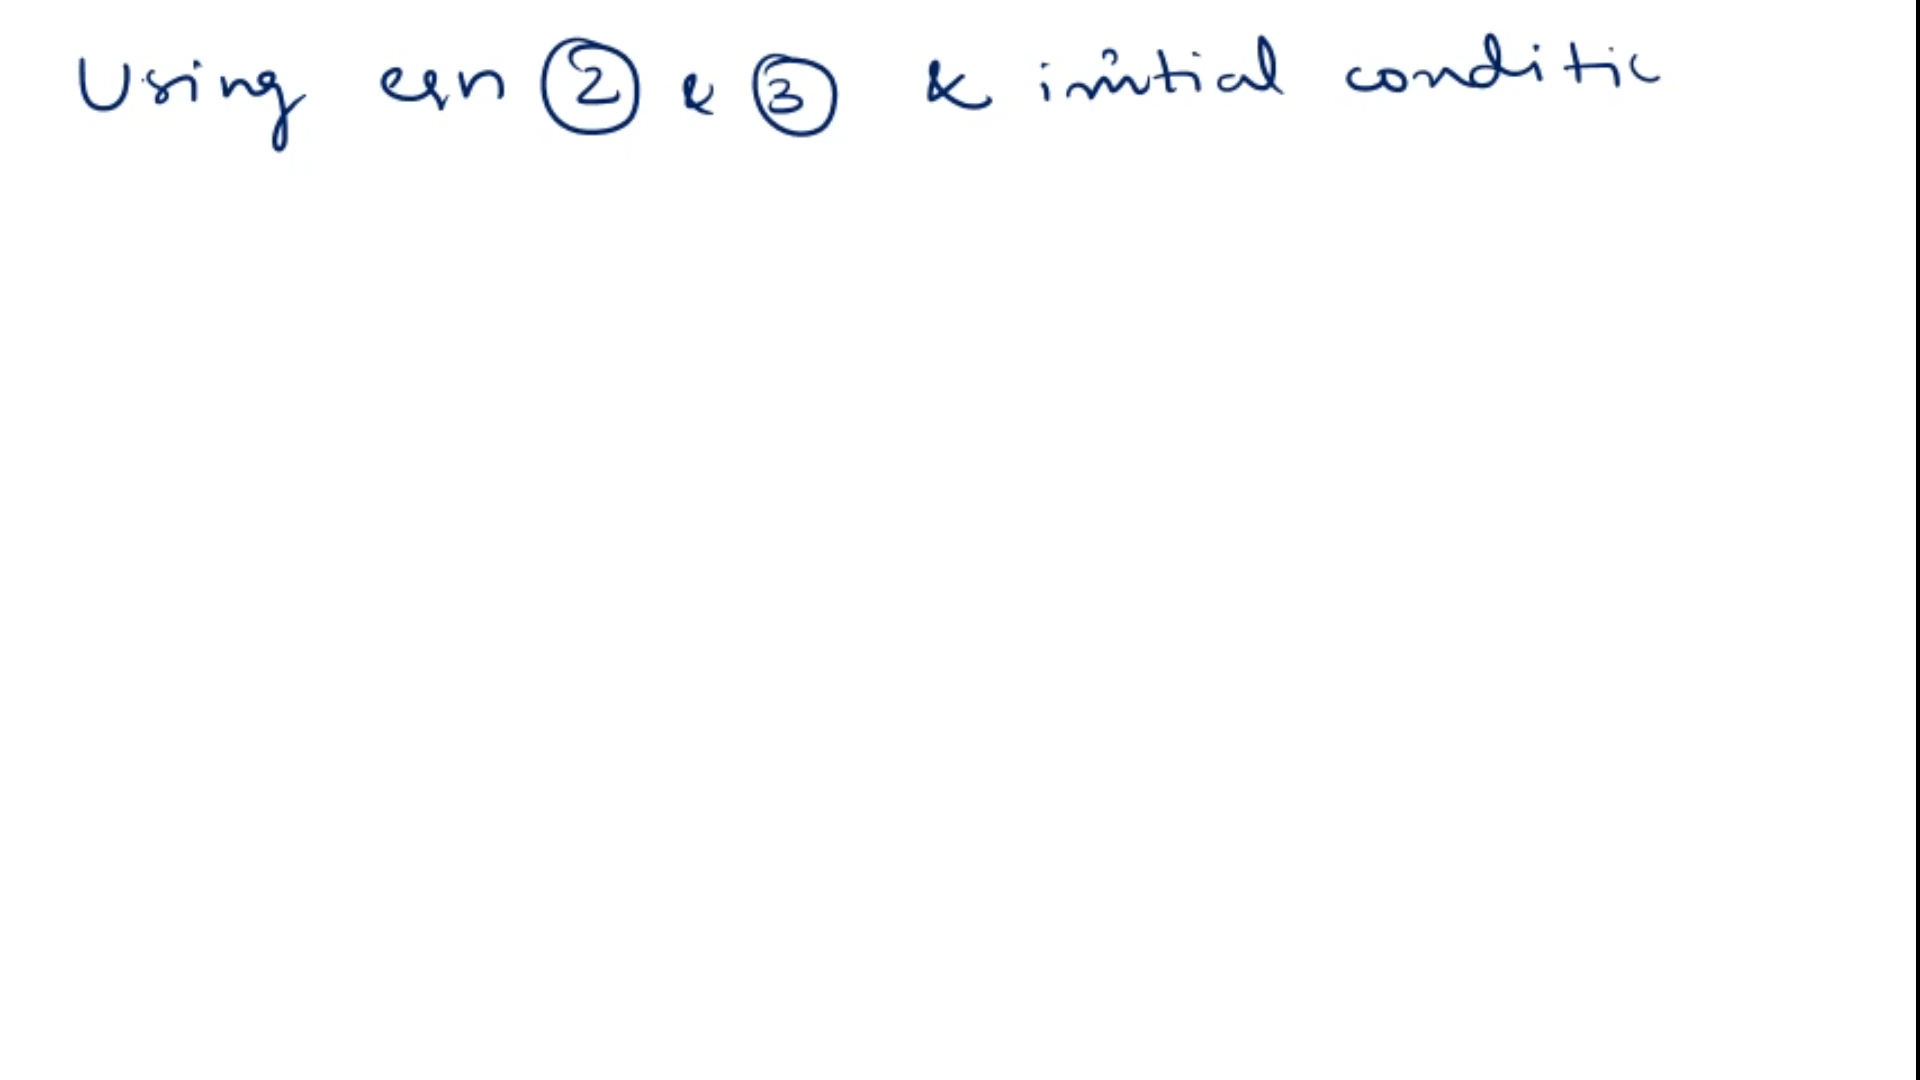 Using eqn ② & ③ & initial conditic